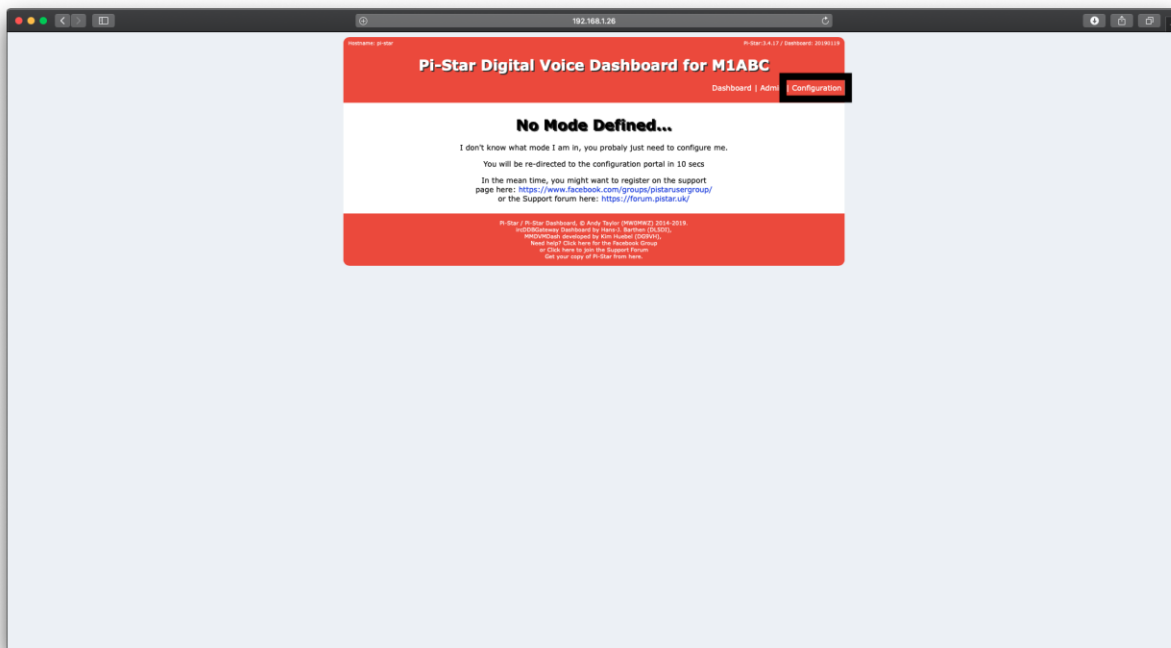 192.168.1.26
Hostname: pi-star
Pi-Star:3.4.17 / Dashboard: 20191119
Pi-Star Digital Voice Dashboard for M1ABC
Dashboard | Admi | Configuration
No Mode Defined...
I don't know what mode I am in, you probaly just need to configure me.
You will be re-directed to the configuration portal in 10 secs
In the mean time, you might want to register on the support
page here: https://www.facebook.com/groups/pistarusergroup/
or the Support forum here: https://forum.pistar.uk/
Pi-Star / Pi-Star Dashboard, © Andy Taylor (MW0MWZ) 2014-2019.
ircDDBGateway Dashboard by Hans-J. Barthen (DL5DI),
MMDVMDash developed by Kim Huebel (DG9VH),
Need help? Click here for the Facebook Group
or Click here to join the Support Forum
Get your copy of Pi-Star from here.